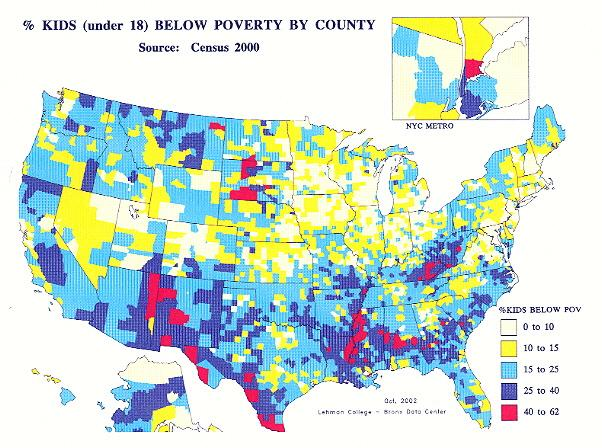 % KIDS (under 18) BELOW POVERTY BY COUNTY
Source: Census 2000
NYC METRO
%KIDS BELOW POV
0 to 10
10 to 15
15 to 25
25 to 40
40 to 62
Oct, 2002
Lehman College - Bronx Data Center